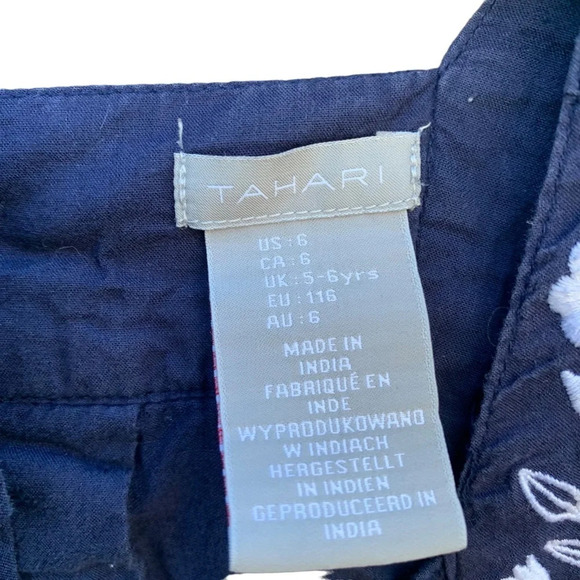 TAHARI
US : 6
CA : 6
UK : 5-6yrs
EU : 116
AU : 6
MADE IN
INDIA
FABRIQUÉ EN
INDE
WYPRODUKOWANO
W INDIACH
HERGESTELLT
IN INDIEN
GEPRODUCEERD IN
INDIA